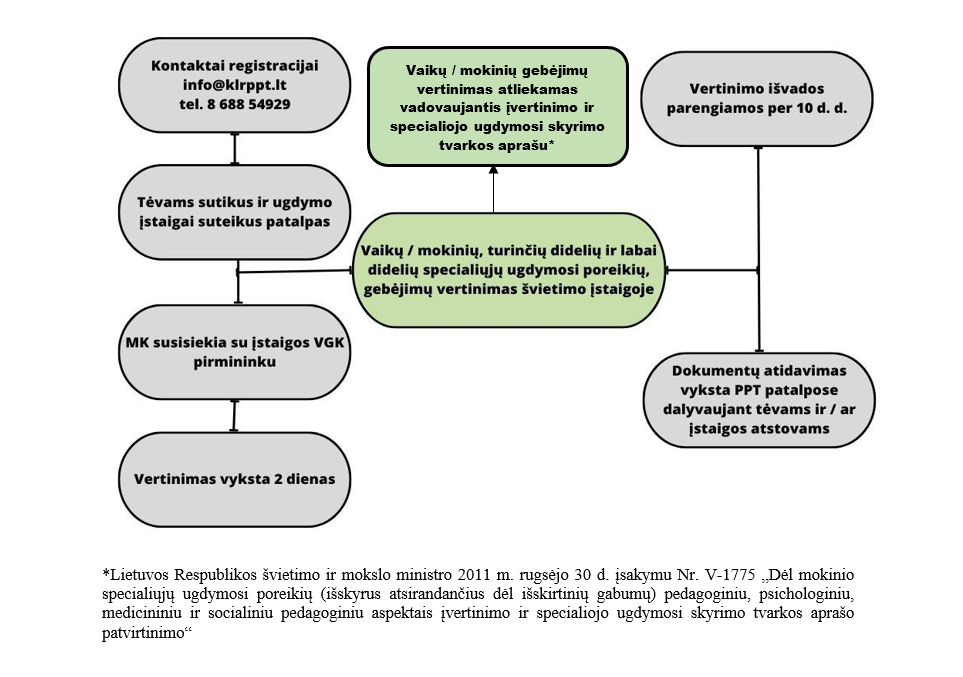 Kontaktai registracijai
info@klrppt.lt
tel. 8 688 54929
Tėvams sutikus ir ugdymo
įstaigai suteikus patalpas
MK susisiekia su įstaigos VGK
pirmininku
Vertinimas vyksta 2 dienas
Vaikų / mokinių gebėjimų
vertinimas atliekamas
vadovaujantis įvertinimo ir
specialiojo ugdymosi skyrimo
tvarkos aprašu*
Vaikų / mokinių, turinčių didelių ir labai
didelių specialiųjų ugdymosi poreikių,
gebėjimų vertinimas švietimo įstaigoje
Vertinimo išvados
parengiamos per 10 d. d.
Dokumentų atidavimas
vyksta PPT patalpose
dalyvaujant tėvams ir / ar
įstaigos atstovams
*Lietuvos Respublikos švietimo ir mokslo ministro 2011 m. rugsėjo 30 d. įsakymu Nr. V-1775 „Dėl mokinio
specialiųjų ugdymosi poreikių (išskyrus atsirandančius dėl išskirtinių gabumų) pedagoginiu, psichologiniu,
medicininiu ir socialiniu pedagoginiu aspektais įvertinimo ir specialiojo ugdymosi skyrimo tvarkos aprašo
patvirtinimo“